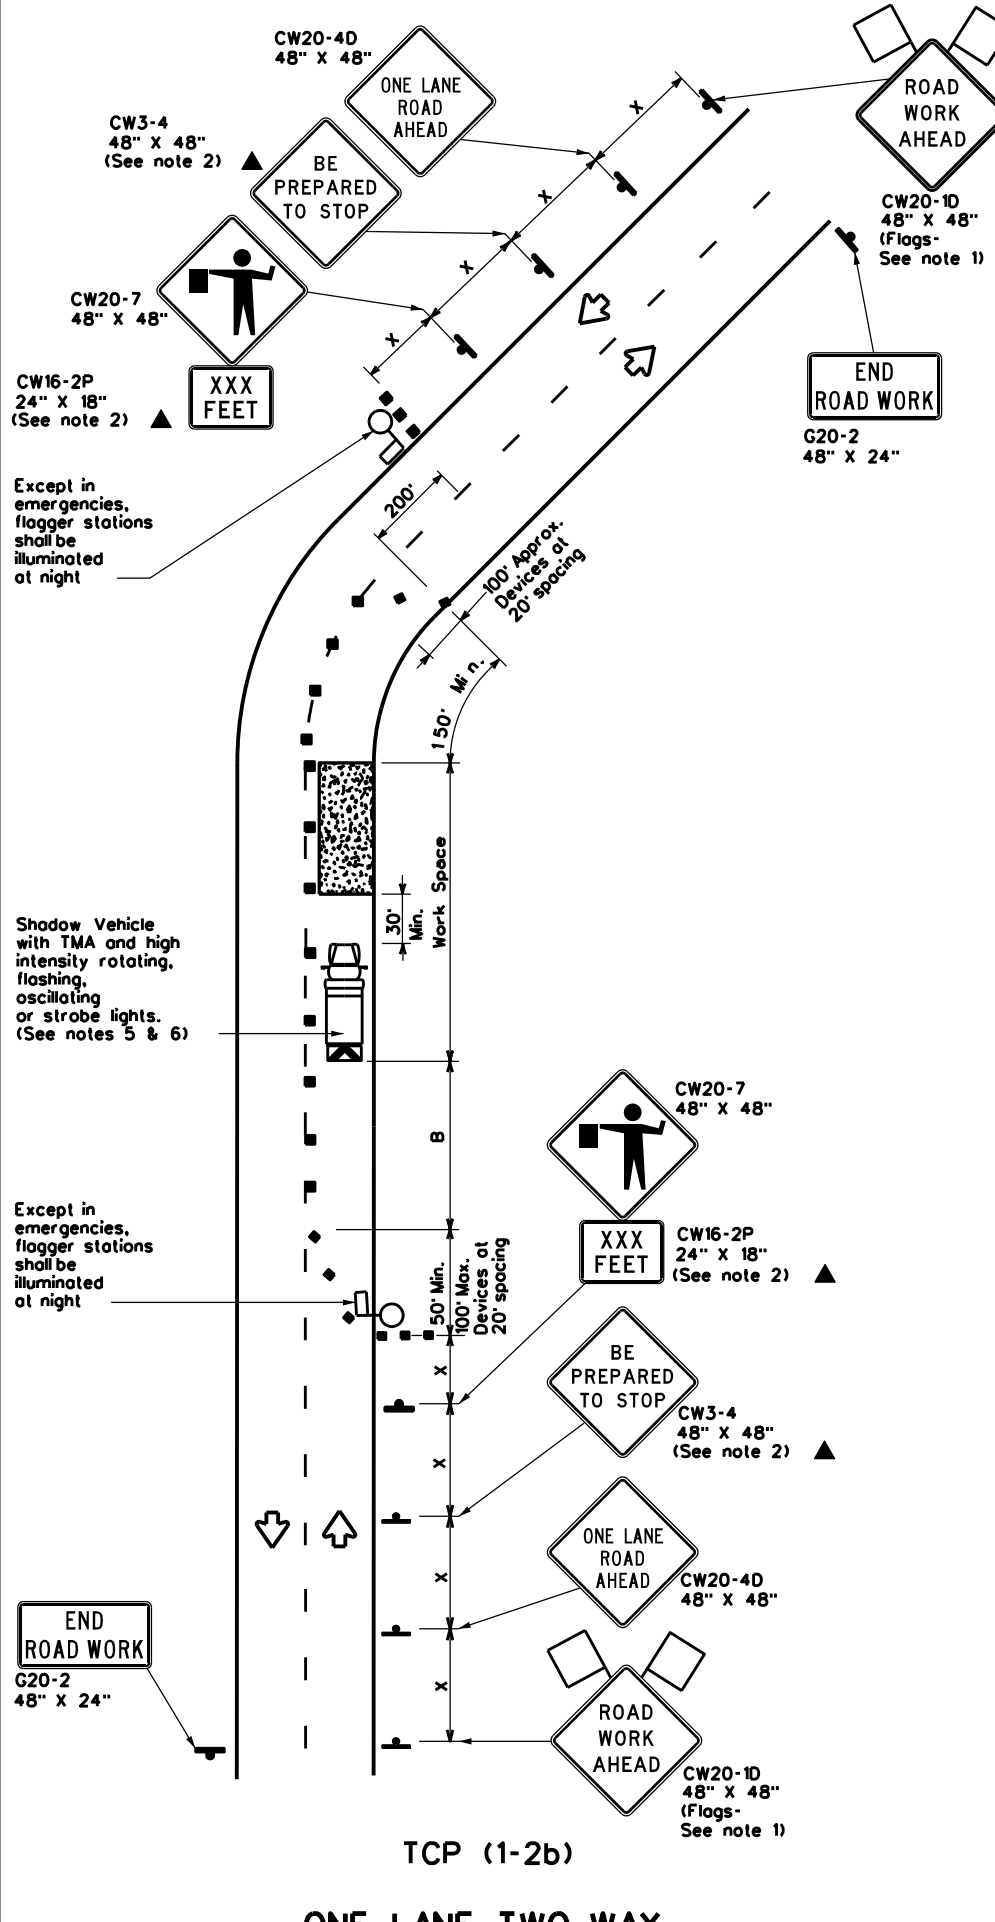 CW20-4D
48" X 48"
ONE LANE
ROAD
AHEAD
ROAD
WORK
AHEAD
CW20-1D
48" X 48"
(Flags-
See note 1)
CW3-4
48" X 48"
(See note 2)
BE
PREPARED
TO STOP
CW20-7
48" X 48"
XXX
FEET
CW16-2P
24" X 18"
(See note 2)
X
X
X
X
END
ROAD WORK
G20-2
48" X 24"
Except in
emergencies,
flagger stations
shall be
illuminated
at night
200'
100' Approx.
Devices at
20' spacing
150' Min.
Work Space
30'
Min.
Shadow Vehicle
with TMA and high
intensity rotating,
flashing,
oscillating
or strobe lights.
(See notes 5 & 6)
B
CW20-7
48" X 48"
XXX
FEET
CW16-2P
24" X 18"
(See note 2)
Except in
emergencies,
flagger stations
shall be
illuminated
at night
50' Min.
100' Max.
Devices at
20' spacing
X
X
X
X
BE
PREPARED
TO STOP
CW3-4
48" X 48"
(See note 2)
ONE LANE
ROAD
AHEAD
CW20-4D
48" X 48"
END
ROAD WORK
G20-2
48" X 24"
ROAD
WORK
AHEAD
CW20-1D
48" X 48"
(Flags-
See note 1)
TCP (1-2b)
ONE LANE TWO WAY